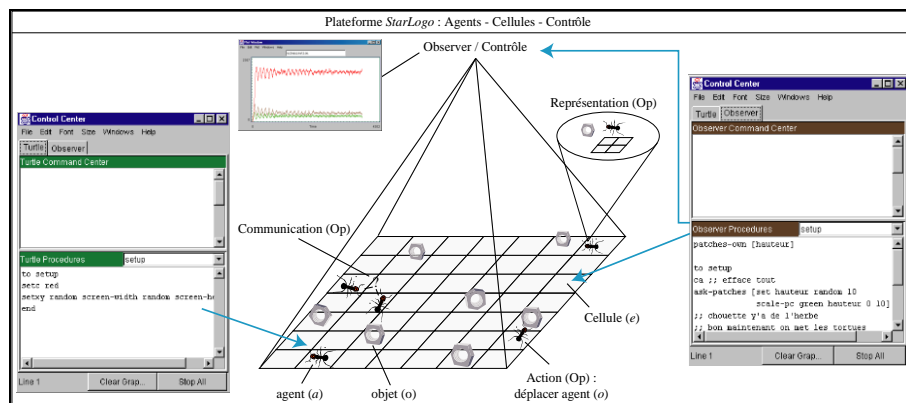 Plateforme StarLogo : Agents - Cellules - Contrôle
Observer / Contrôle
Représentation (Op)
Communication (Op)
Cellule (e)
Action (Op) :
déplacer agent (o)
agent (a)
objet (o)
Control Center
File Edit Font Size Windows Help
Turtle Observer
Turtle Command Center
Turtle Procedures setup
to setup
setc red
setxy random screen-width random screen-he
end
Line 1 Clear Grap... Stop All
Control Center
File Edit Font Size Windows Help
Turtle Observer
Observer Command Center
Observer Procedures setup
patches-own [hauteur]
to setup
ca ;; efface tout
ask-patches [set hauteur random 10
scale-pc green hauteur 0 10]
;; chouette y'a de l'herbe
;; bon maintenant on met les tortues
Line 1 Clear Grap... Stop All
Time